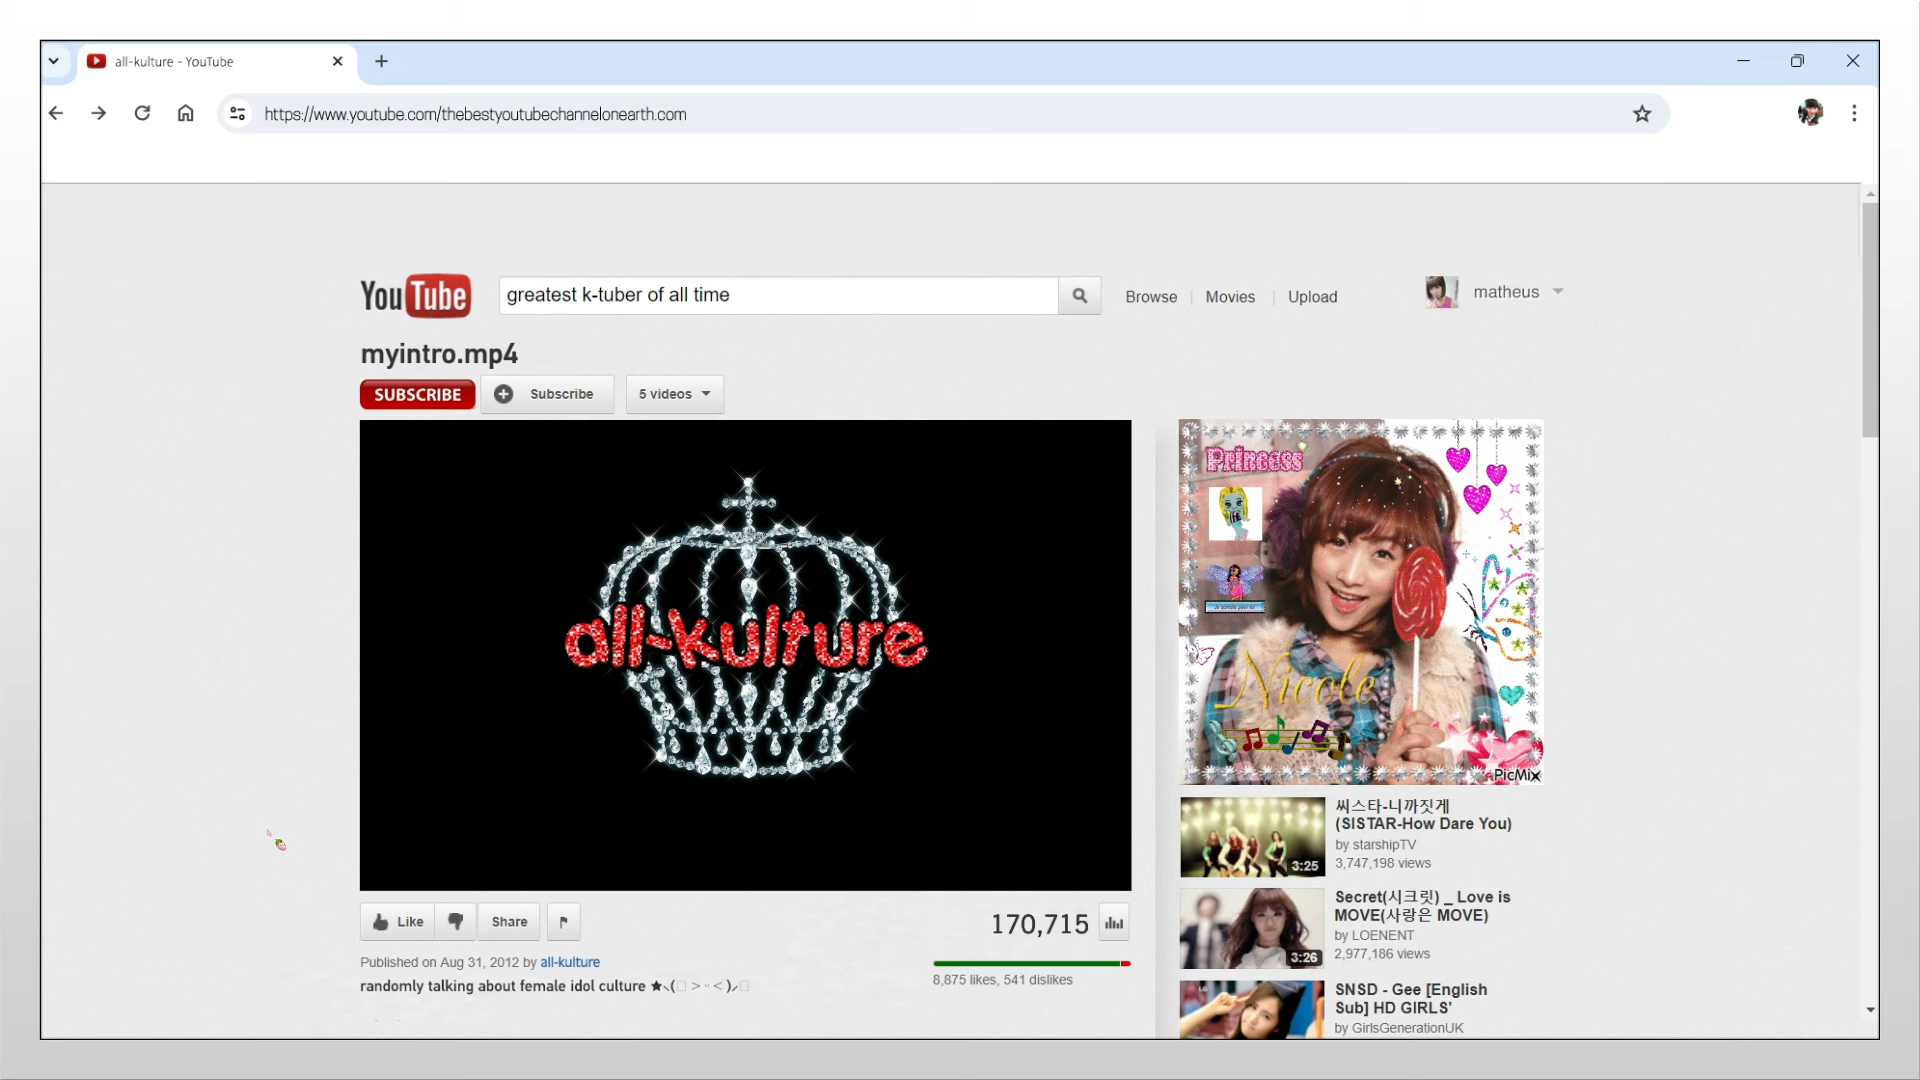 all-kulture - YouTube
https://www.youtube.com/thebestyoutubechannelonearth.com
YouTube
greatest k-tuber of all time
Browse
Movies
Upload
matheus
myintro.mp4
SUBSCRIBE
Subscribe
5 videos
all-kulture
Princess
Nicole
PicMix
씨스타-니까짓게
(SISTAR-How Dare You)
by starshipTV
3,747,198 views
3:25
Secret(시크릿) _ Love is
MOVE(사랑은 MOVE)
by LOENENT
2,977,186 views
3:26
SNSD - Gee [English
Sub] HD GIRLS'
by GirlsGenerationUK
Like
Share
170,715
Published on Aug 31, 2012 by all-kulture
8,875 likes, 541 dislikes
randomly talking about female idol culture ★